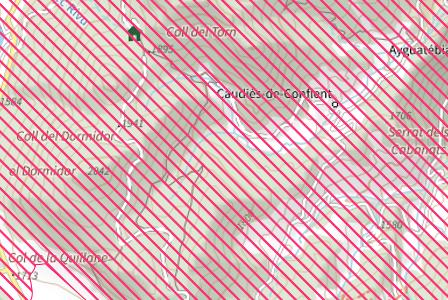 Coll del Torn
1895
Ayguatébia
1584
Caudiès-de-Conflent
1941
1706
Coll del Dormidor
Serrat dels
Cabanats
el Dormidor 2042
1580
Col de la Quillane
1713